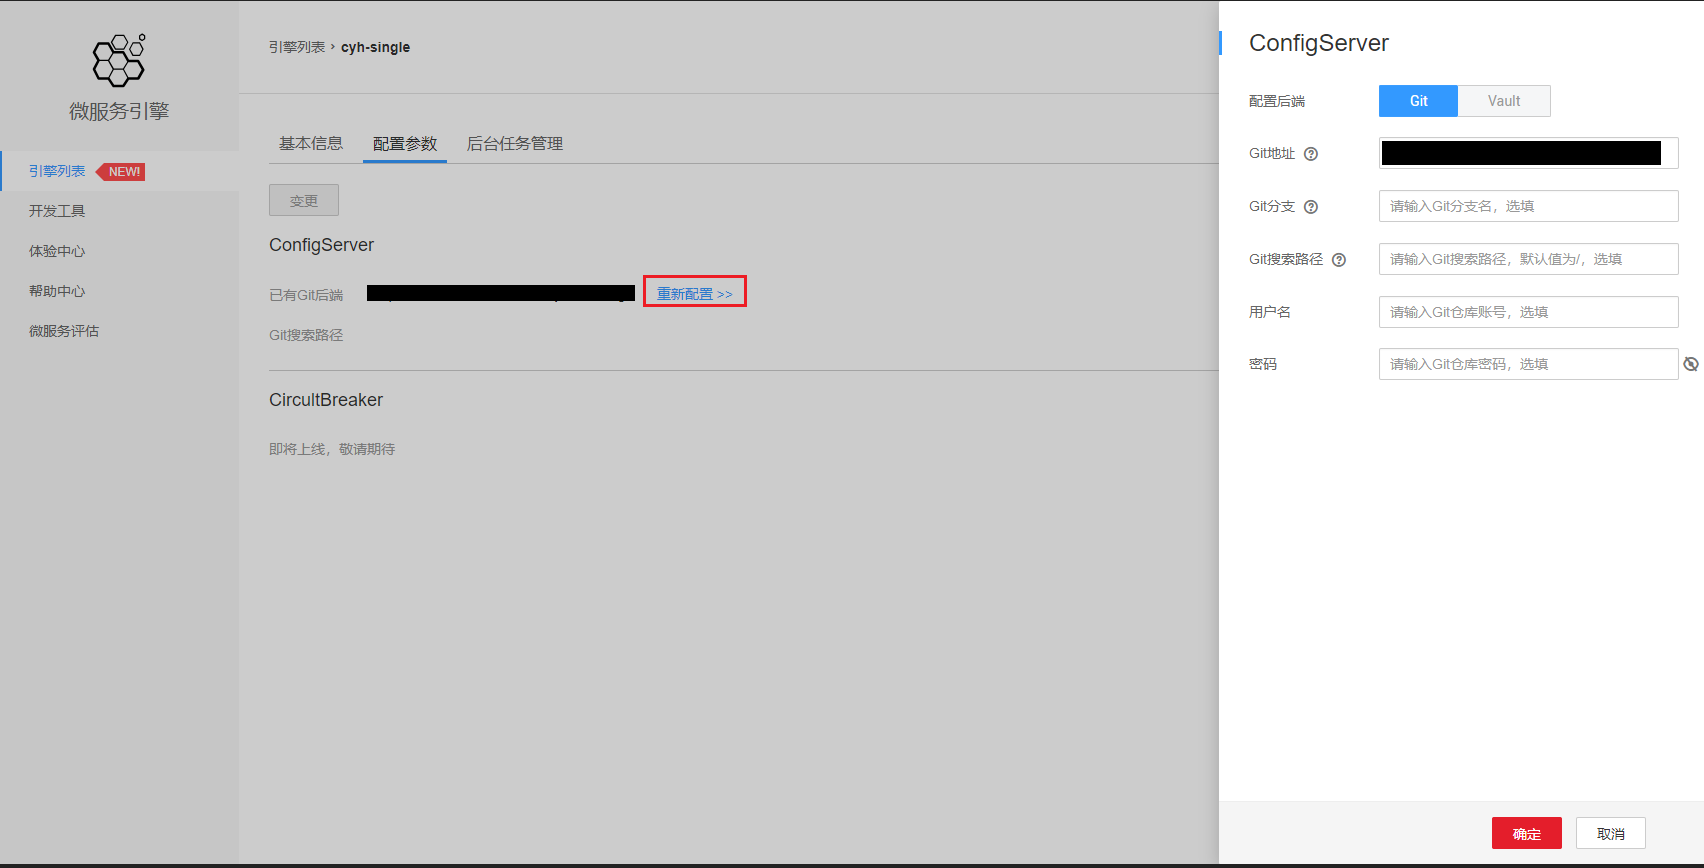 微服务引擎
引擎列表 NEW!
开发工具
体验中心
帮助中心
微服务评估
引擎列表 › cyh-single
基本信息 配置参数 后台任务管理
变更
ConfigServer
已有Git后端 重新配置 >>
Git搜索路径
CircultBreaker
即将上线，敬请期待
ConfigServer
配置后端 Git Vault
Git地址 ?
Git分支 ? 请输入Git分支名，选填
Git搜索路径 ? 请输入Git搜索路径，默认值为/，选填
用户名 请输入Git仓库账号，选填
密码 请输入Git仓库密码，选填
确定 取消